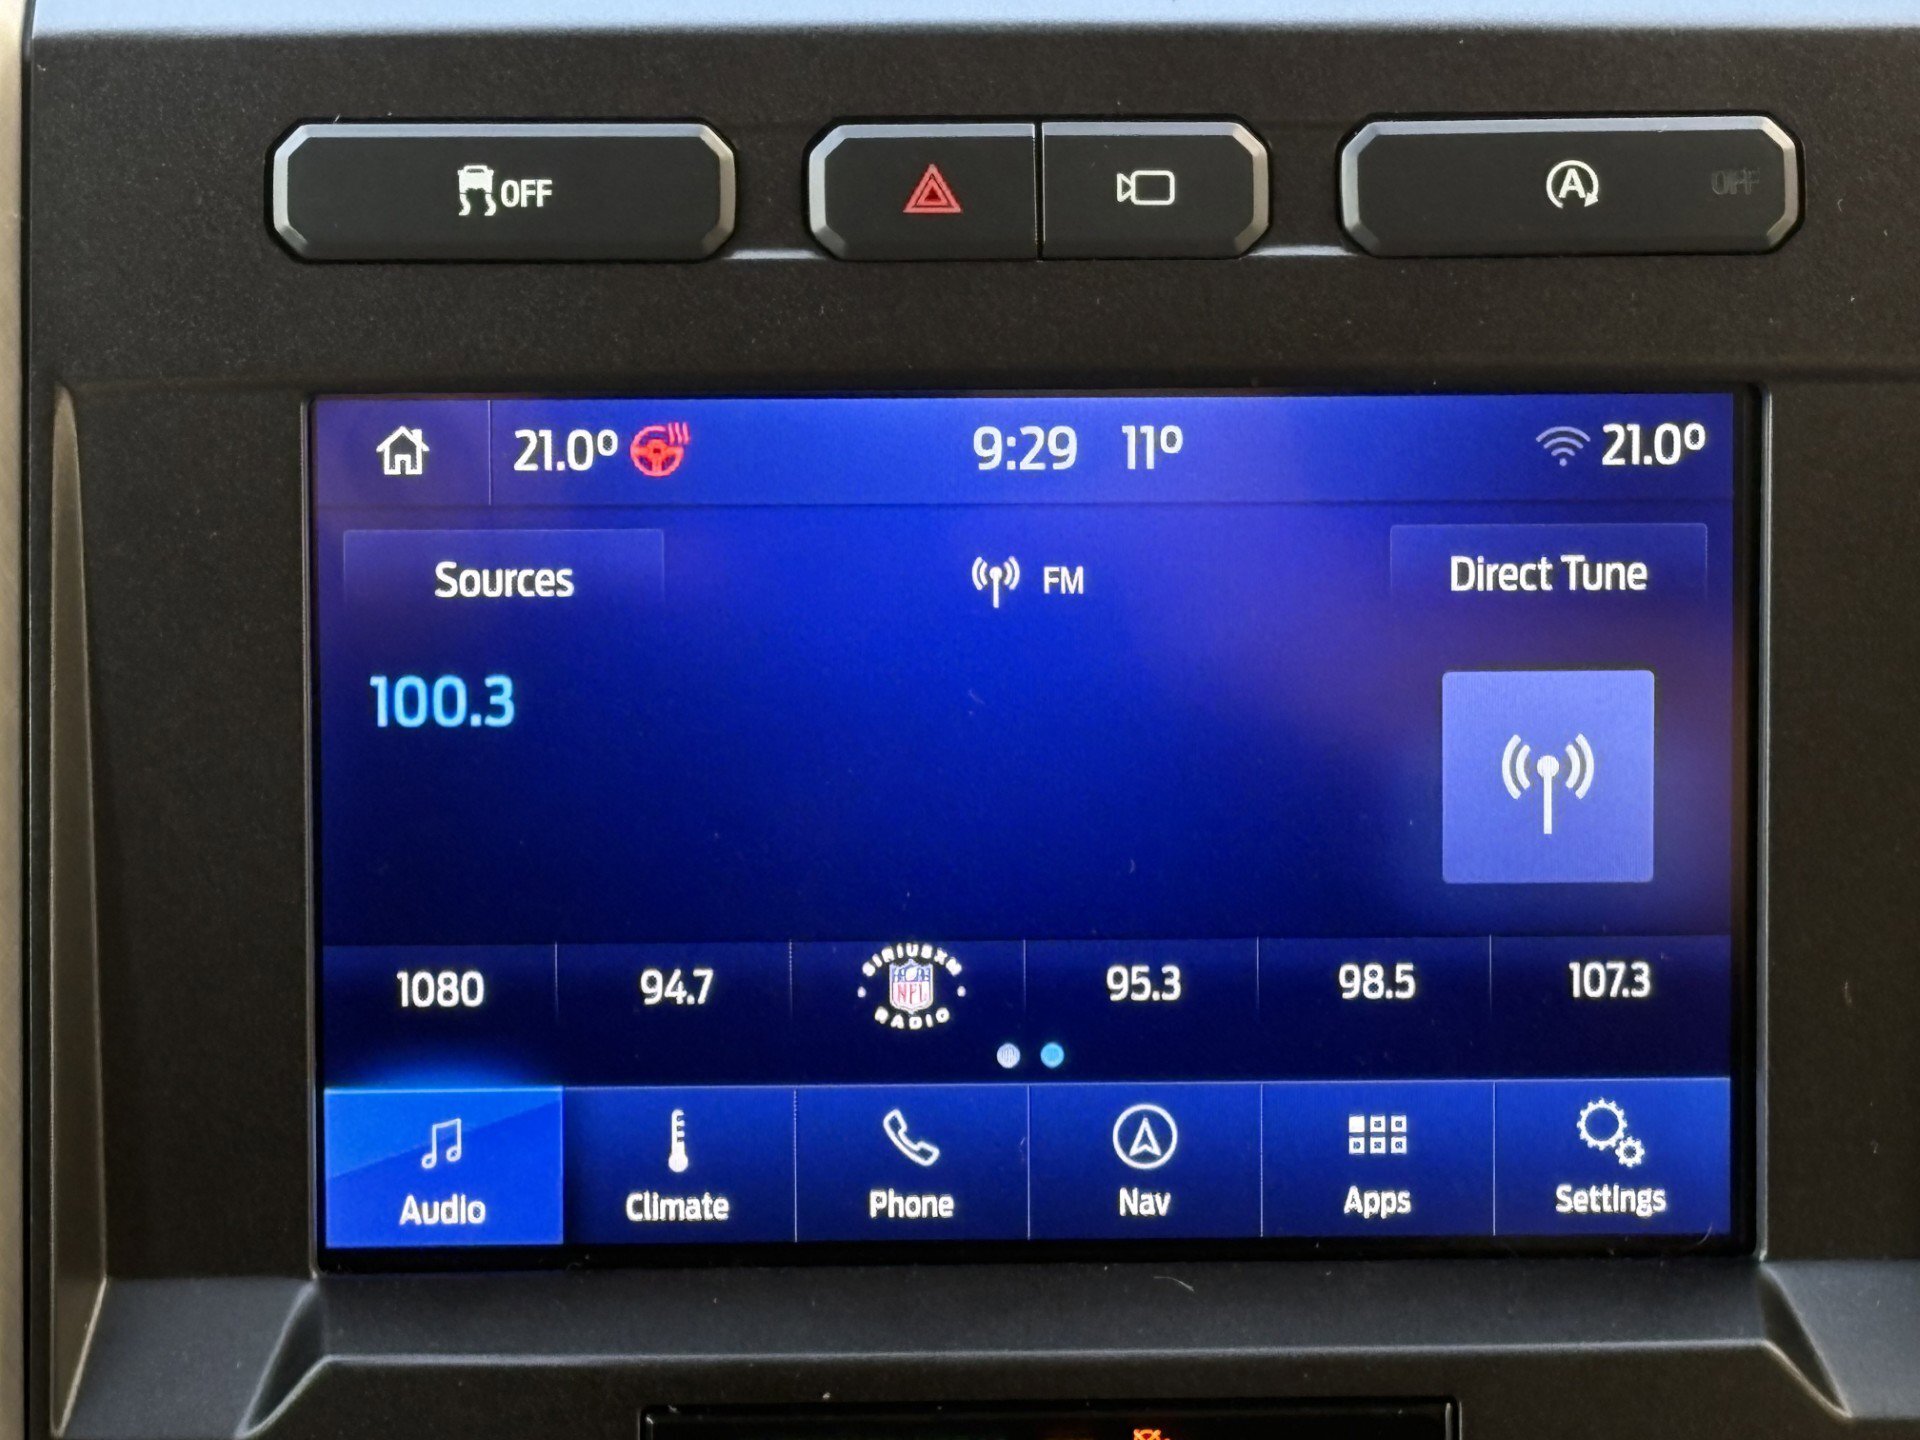 OFF
A OFF
21.0° 9:29 11° 21.0°
Sources FM Direct Tune
100.3
1080 94.7 SIRIUSXM NFL RADIO 95.3 98.5 107.3
Audio Climate Phone Nav Apps Settings